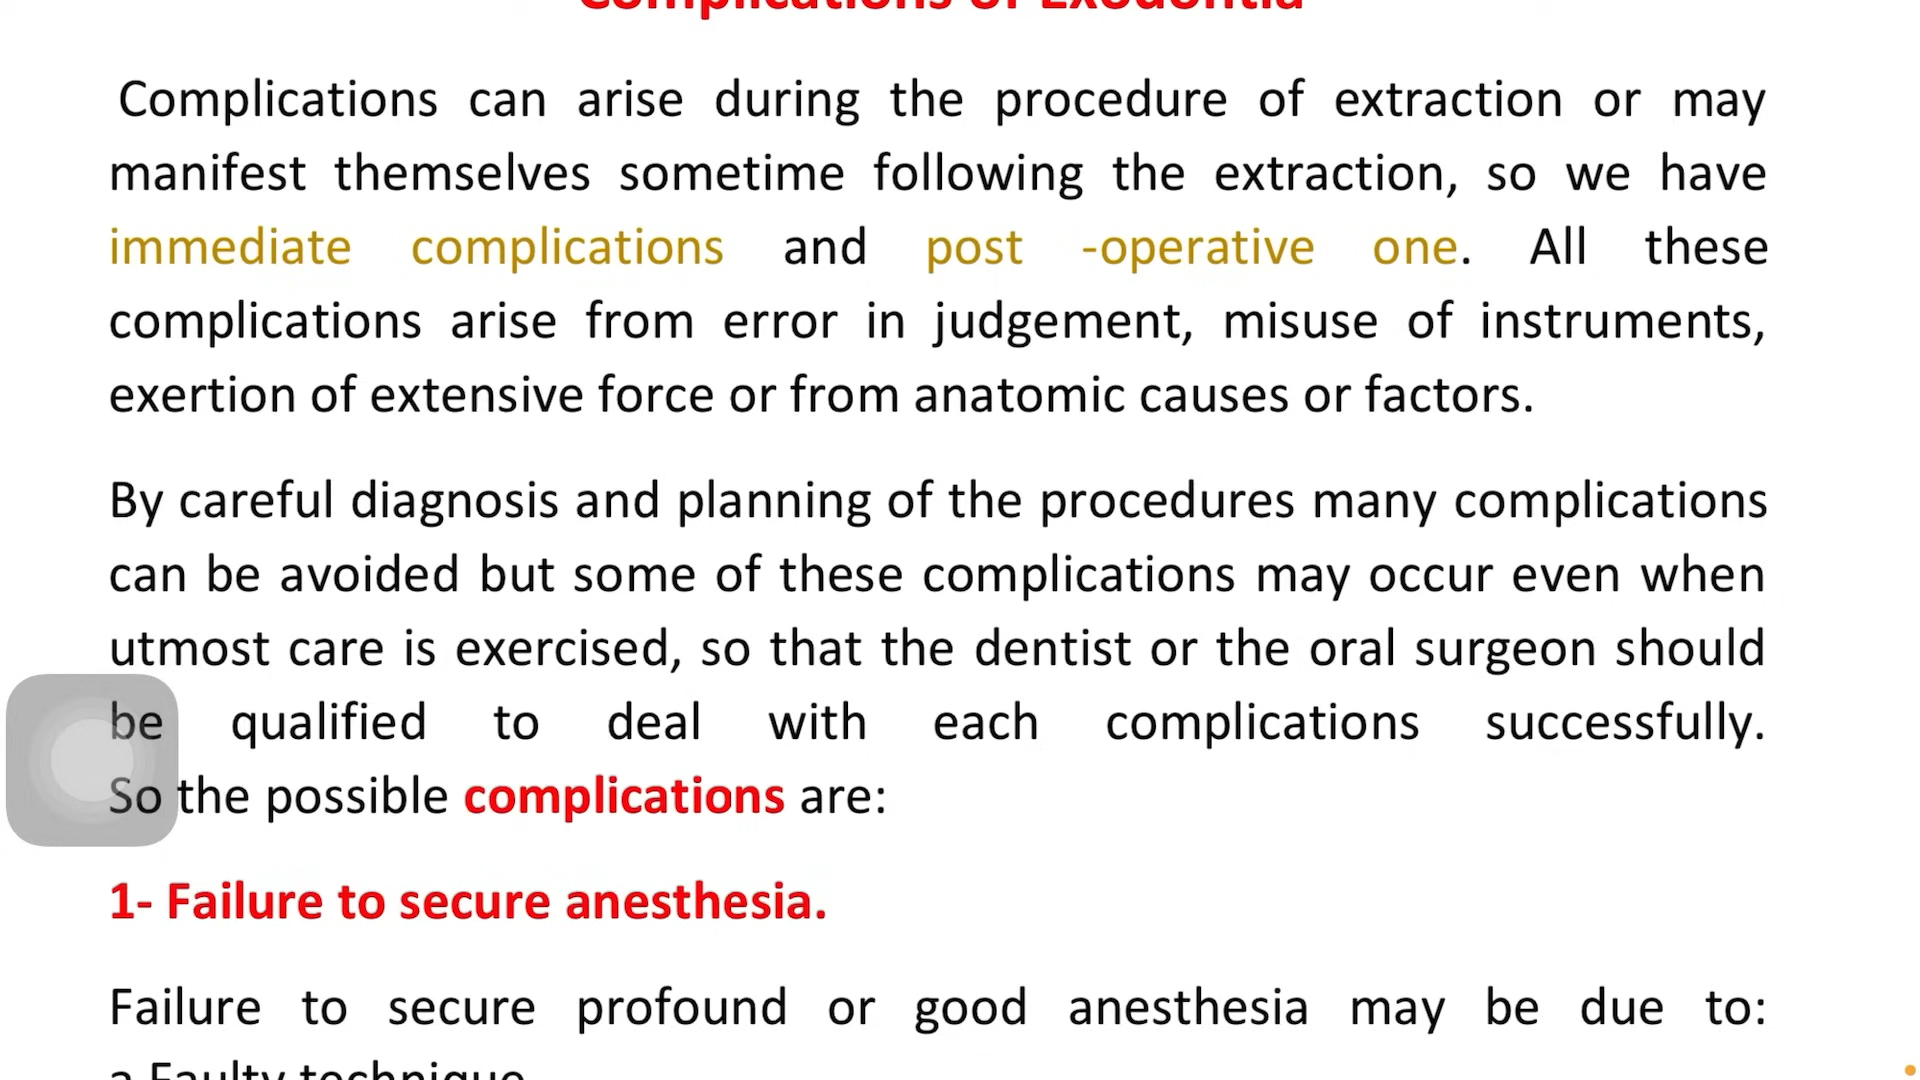 Complications of Exodontia
Complications can arise during the procedure of extraction or may
manifest themselves sometime following the extraction, so we have
immediate complications and post -operative one. All these
complications arise from error in judgement, misuse of instruments,
exertion of extensive force or from anatomic causes or factors.
By careful diagnosis and planning of the procedures many complications
can be avoided but some of these complications may occur even when
utmost care is exercised, so that the dentist or the oral surgeon should
be qualified to deal with each complications successfully.
So the possible complications are:
1- Failure to secure anesthesia.
Failure to secure profound or good anesthesia may be due to:
a-Faulty technique